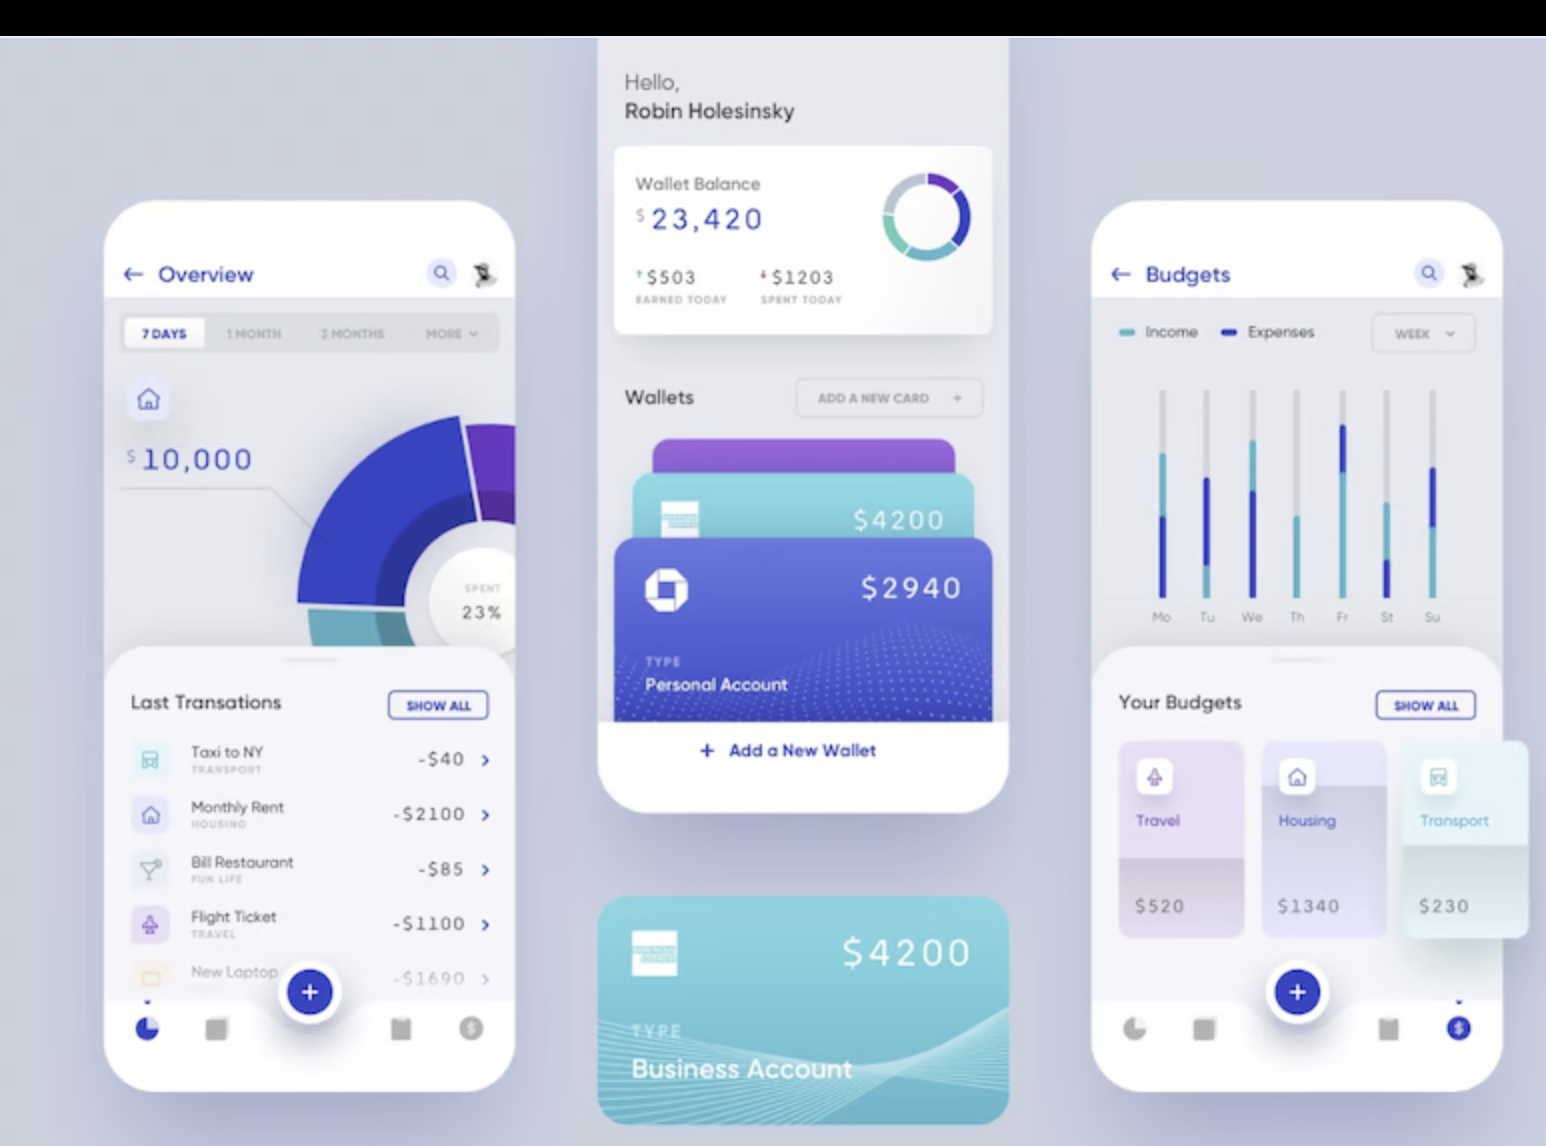 Overview
7 DAYS 1 MONTH 3 MONTHS MORE
$ 10,000
SPENT
23%
Last Transations SHOW ALL
Taxi to NY -$40
TRANSPORT
Monthly Rent -$2100
HOUSING
Bill Restaurant -$85
FUN LIFE
Flight Ticket -$1100
TRAVEL
New Laptop -$1690
$
Hello,
Robin Holesinsky
Wallet Balance
$ 23,420
$503 $1203
EARNED TODAY SPENT TODAY
Wallets ADD A NEW CARD +
$4200
$2940
TYPE
Personal Account
+ Add a New Wallet
$4200
TYPE
Business Account
Budgets
Income Expenses WEEK
Mo Tu We Th Fr St Su
Your Budgets SHOW ALL
Travel Housing Transport
$520 $1340 $230
$